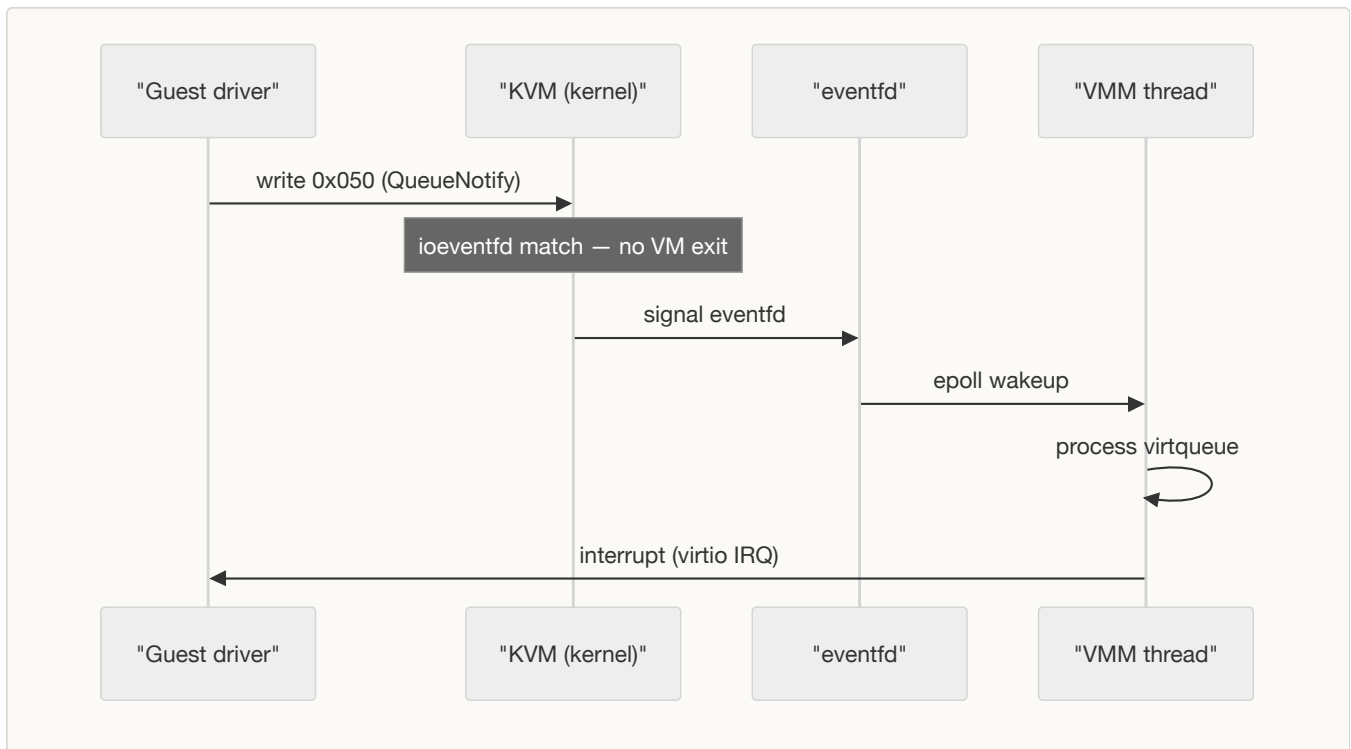 "Guest driver"
"KVM (kernel)"
"eventfd"
"VMM thread"
write 0x050 (QueueNotify)
ioeventfd match — no VM exit
signal eventfd
epoll wakeup
process virtqueue
interrupt (virtio IRQ)
"Guest driver"
"KVM (kernel)"
"eventfd"
"VMM thread"